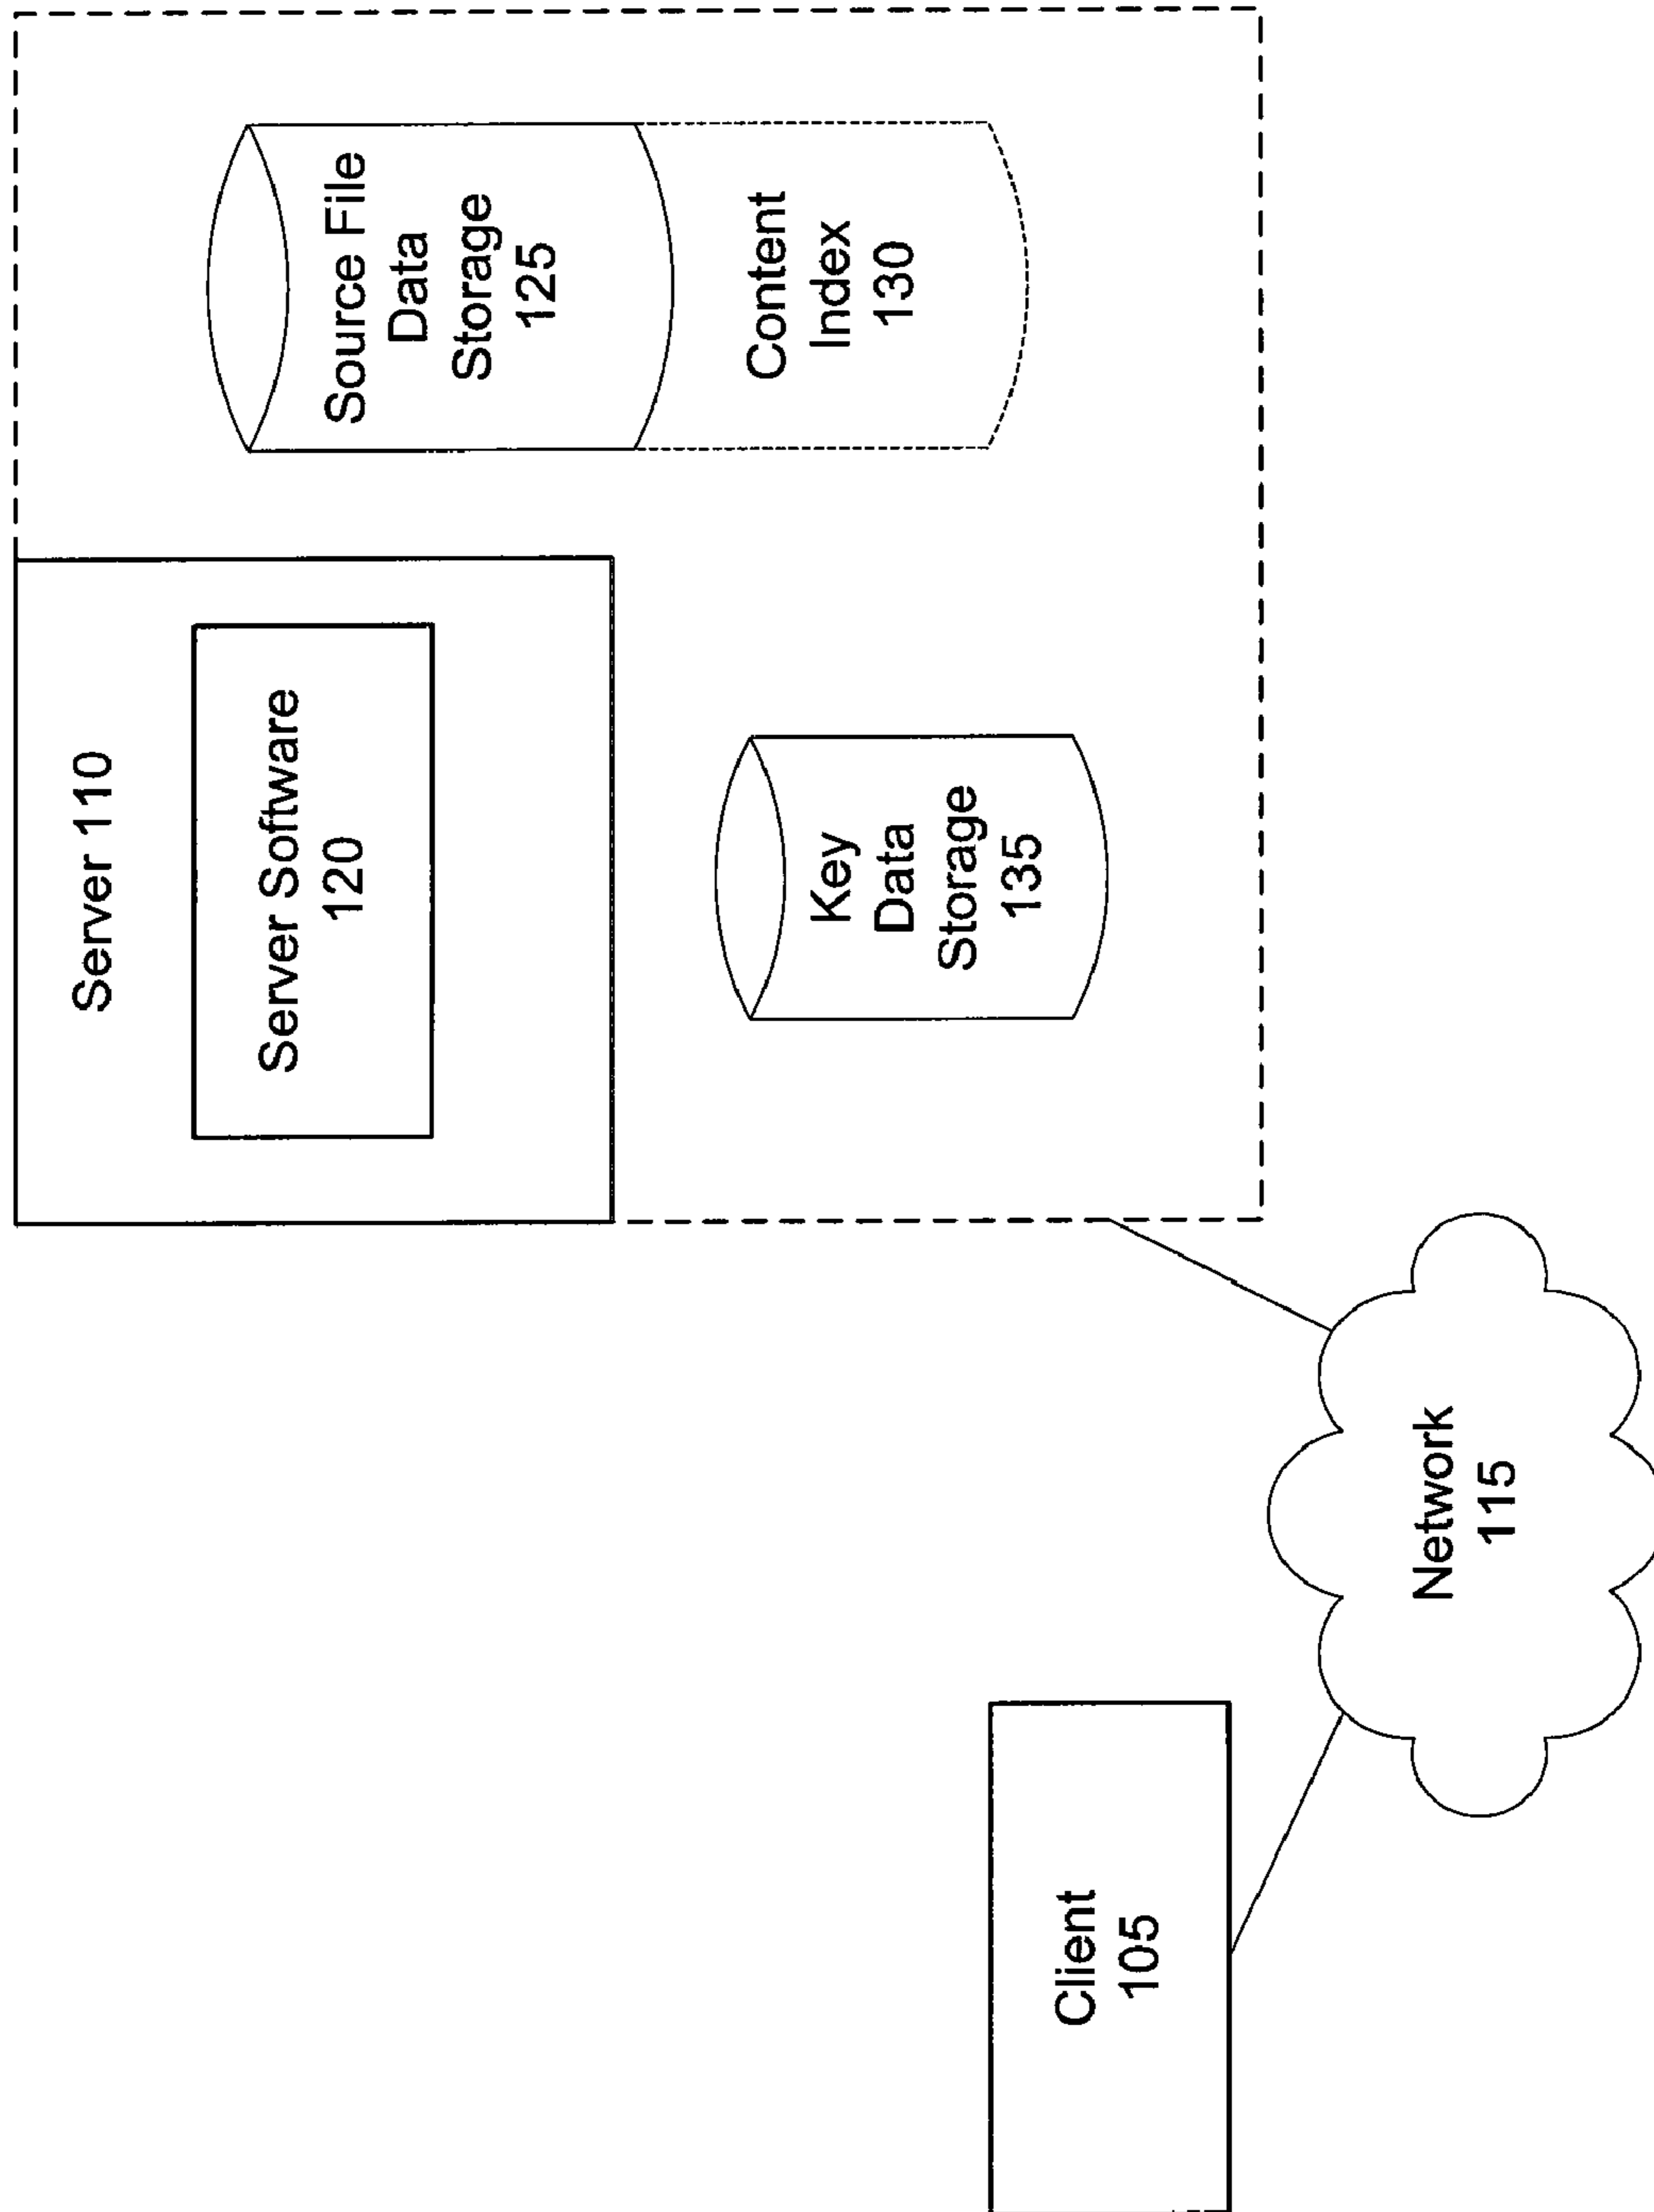 Server 110
Server Software
120
Source File
Data
Storage
125
Content
Index
130
Key
Data
Storage
135
Client
105
Network
115